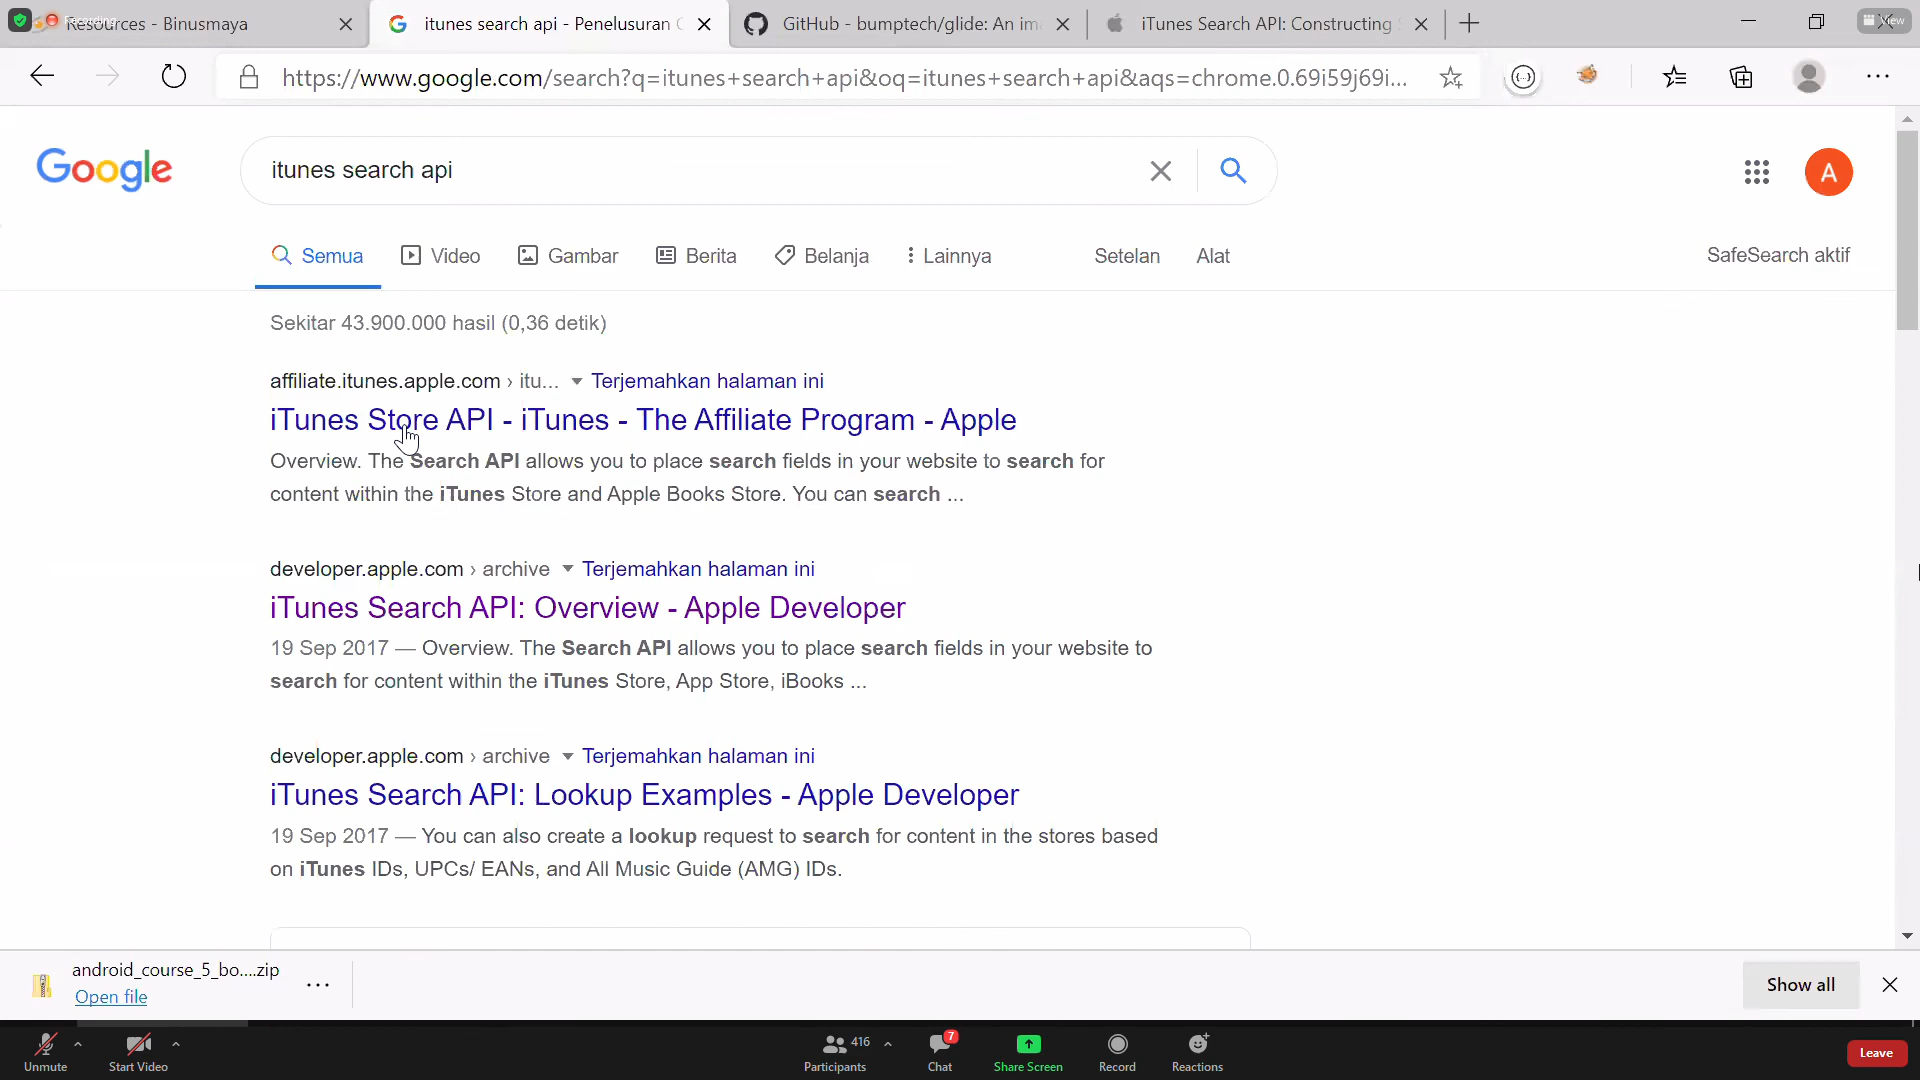 Resources - Binusmaya
itunes search api - Penelusuran
GitHub - bumptech/glide: An im
iTunes Search API: Constructing
View
https://www.google.com/search?q=itunes+search+api&oq=itunes+search+api&aqs=chrome.0.69i59j69i...
Google
itunes search api
A
Semua
Video
Gambar
Berita
Belanja
Lainnya
Setelan
Alat
SafeSearch aktif
Sekitar 43.900.000 hasil (0,36 detik)
affiliate.itunes.apple.com › itu... Terjemahkan halaman ini
iTunes Store API - iTunes - The Affiliate Program - Apple
Overview. The Search API allows you to place search fields in your website to search for
content within the iTunes Store and Apple Books Store. You can search ...
developer.apple.com › archive Terjemahkan halaman ini
iTunes Search API: Overview - Apple Developer
19 Sep 2017 — Overview. The Search API allows you to place search fields in your website to
search for content within the iTunes Store, App Store, iBooks ...
developer.apple.com › archive Terjemahkan halaman ini
iTunes Search API: Lookup Examples - Apple Developer
19 Sep 2017 — You can also create a lookup request to search for content in the stores based
on iTunes IDs, UPCs/ EANs, and All Music Guide (AMG) IDs.
android_course_5_bo....zip
Open file
Show all
Unmute
Start Video
416
Participants
7
Chat
Share Screen
Record
Reactions
Leave